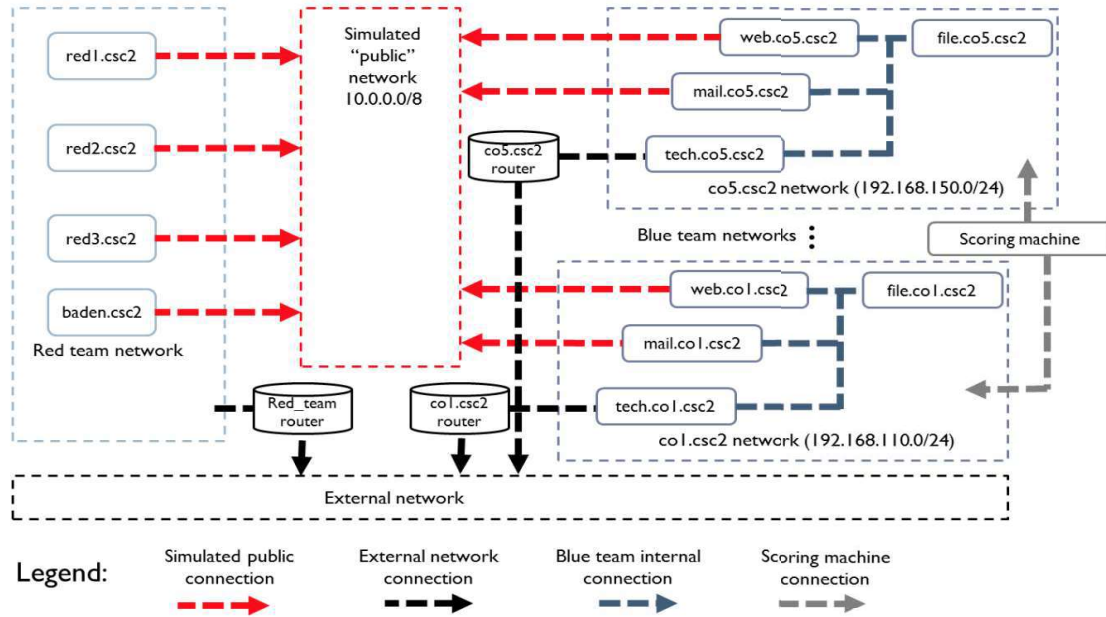 red1.csc2
red2.csc2
red3.csc2
baden.csc2
Red team network
Simulated
“public”
network
10.0.0.0/8
web.co5.csc2
file.co5.csc2
mail.co5.csc2
co5.csc2
router
tech.co5.csc2
co5.csc2 network (192.168.150.0/24)
Blue team networks
Scoring machine
web.co1.csc2
file.co1.csc2
mail.co1.csc2
Red_team
router
co1.csc2
router
tech.co1.csc2
co1.csc2 network (192.168.110.0/24)
External network
Legend:
Simulated public
connection
External network
connection
Blue team internal
connection
Scoring machine
connection